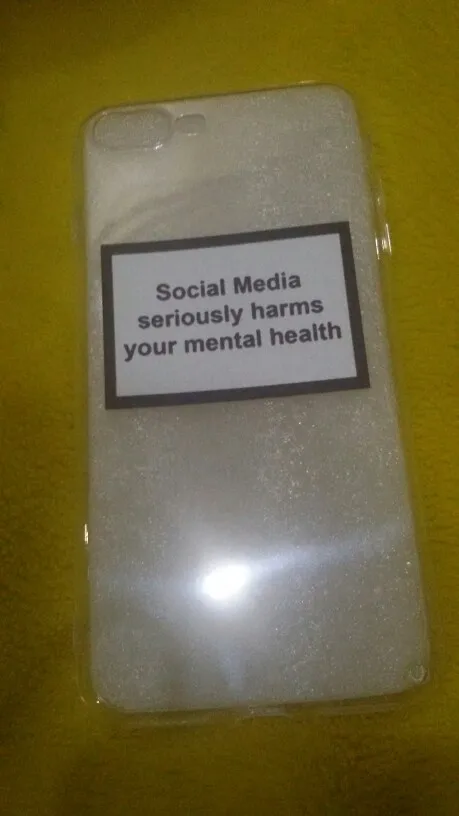 Social Media
seriously harms
your mental health